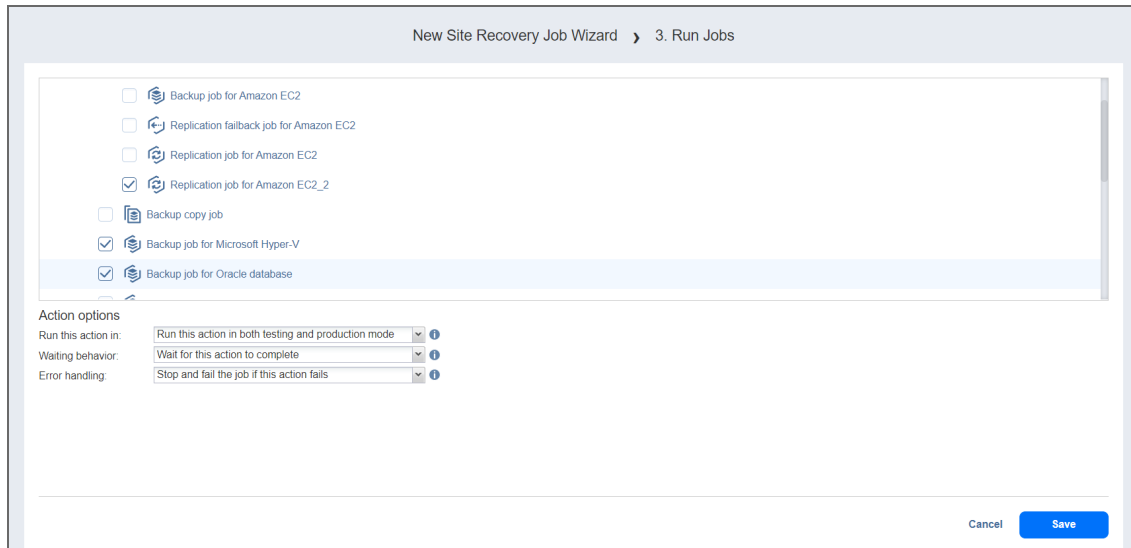 New Site Recovery Job Wizard ❯ 3. Run Jobs
Backup job for Amazon EC2
Replication failback job for Amazon EC2
Replication job for Amazon EC2
Replication job for Amazon EC2_2
Backup copy job
Backup job for Microsoft Hyper-V
Backup job for Oracle database
Action options
Run this action in: Run this action in both testing and production mode
Waiting behavior: Wait for this action to complete
Error handling: Stop and fail the job if this action fails
Cancel Save